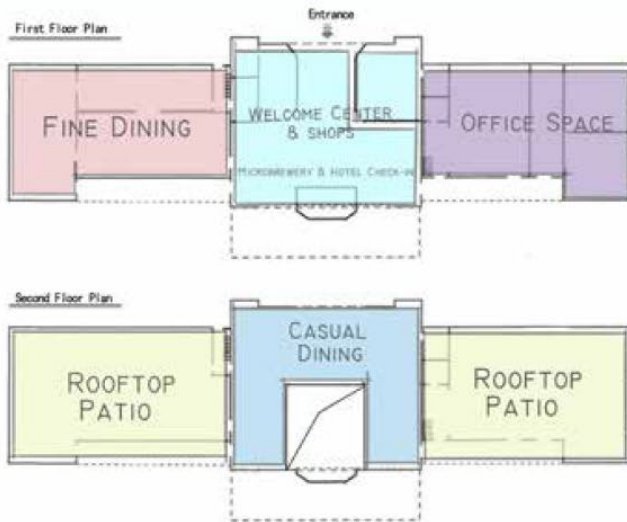 Entrance
First Floor Plan
FINE DINING
WELCOME CENTER
& SHOPS
MICROBREWERY & HOTEL CHECK-IN
OFFICE SPACE
Second Floor Plan
CASUAL
DINING
ROOFTOP
PATIO
ROOFTOP
PATIO